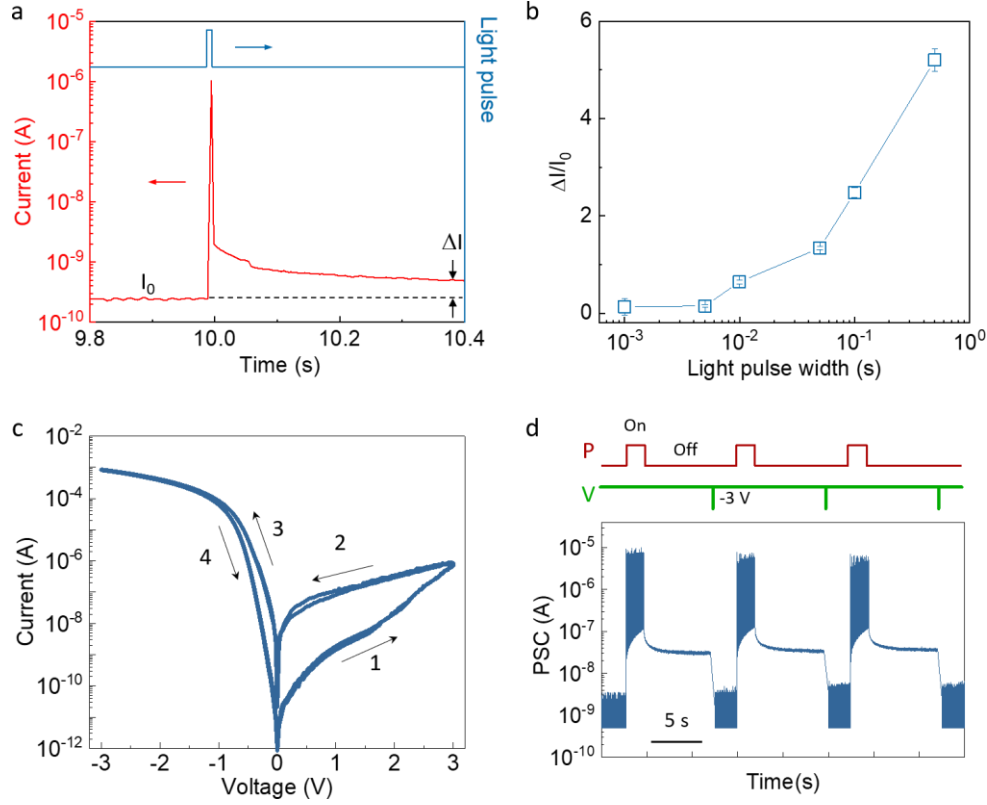 a
Current (A)
10⁻⁵
10⁻⁶
10⁻⁷
10⁻⁸
10⁻⁹
10⁻¹⁰
Light pulse
I₀
ΔI
9.8
10.0
10.2
10.4
Time (s)
b
ΔI/I₀
6
4
2
0
10⁻³
10⁻²
10⁻¹
10⁰
Light pulse width (s)
c
Current (A)
10⁻²
10⁻⁴
10⁻⁶
10⁻⁸
10⁻¹⁰
10⁻¹²
3
4
2
1
-3
-2
-1
0
1
2
3
Voltage (V)
d
On
P
Off
V
-3 V
PSC (A)
10⁻⁵
10⁻⁶
10⁻⁷
10⁻⁸
10⁻⁹
10⁻¹⁰
5 s
Time(s)